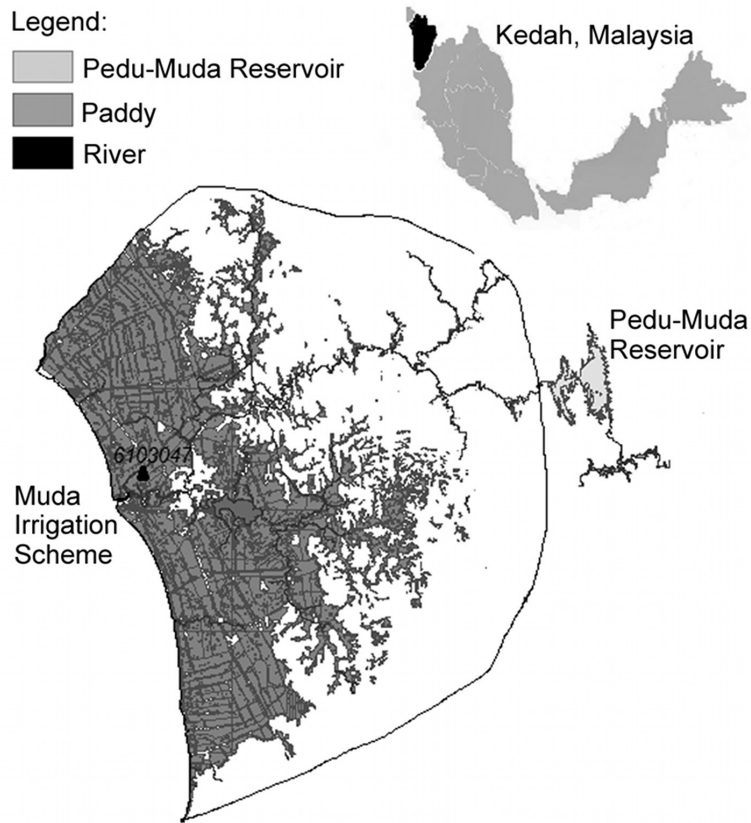 Legend:
Pedu-Muda Reservoir
Paddy
River
Kedah, Malaysia
Pedu-Muda
Reservoir
6103047
Muda
Irrigation
Scheme